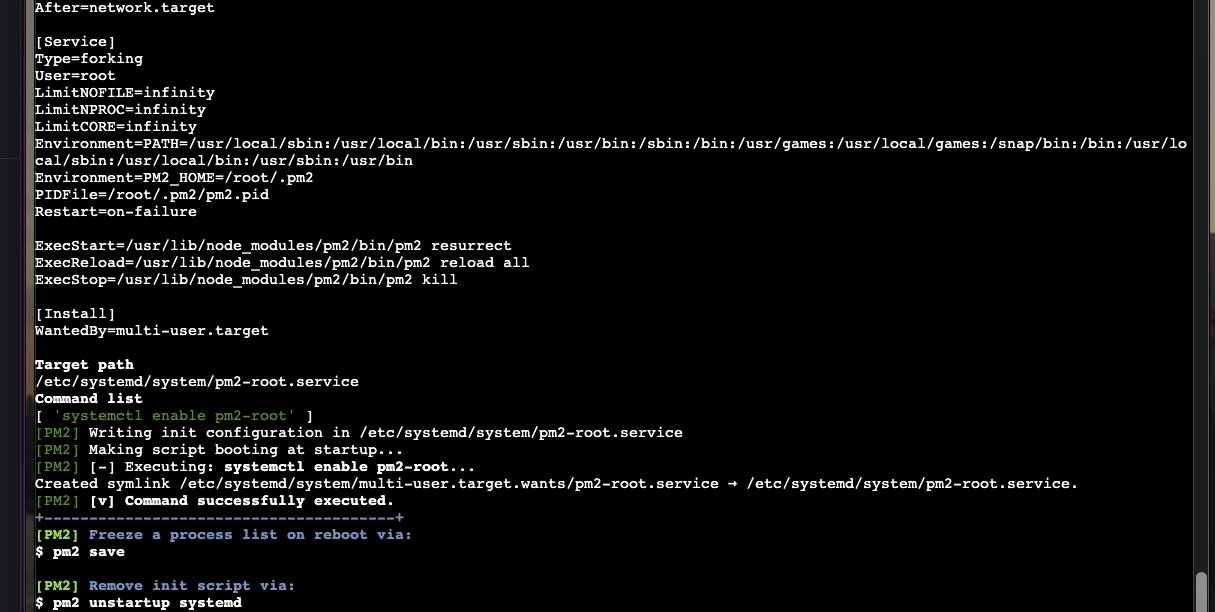 After=network.target
[Service]
Type=forking
User=root
LimitNOFILE=infinity
LimitNPROC=infinity
LimitCORE=infinity
Environment=PATH=/usr/local/sbin:/usr/local/bin:/usr/sbin:/usr/bin:/sbin:/bin:/usr/games:/usr/local/games:/snap/bin:/bin:/usr/lo
cal/sbin:/usr/local/bin:/usr/sbin:/usr/bin
Environment=PM2_HOME=/root/.pm2
PIDFile=/root/.pm2/pm2.pid
Restart=on-failure
ExecStart=/usr/lib/node_modules/pm2/bin/pm2 resurrect
ExecReload=/usr/lib/node_modules/pm2/bin/pm2 reload all
ExecStop=/usr/lib/node_modules/pm2/bin/pm2 kill
[Install]
WantedBy=multi-user.target
Target path
/etc/systemd/system/pm2-root.service
Command list
[ 'systemctl enable pm2-root' ]
[PM2] Writing init configuration in /etc/systemd/system/pm2-root.service
[PM2] Making script booting at startup...
[PM2] [-] Executing: systemctl enable pm2-root...
Created symlink /etc/systemd/system/multi-user.target.wants/pm2-root.service → /etc/systemd/system/pm2-root.service.
[PM2] [v] Command successfully executed.
+---------------------------------------+
[PM2] Freeze a process list on reboot via:
$ pm2 save
[PM2] Remove init script via:
$ pm2 unstartup systemd